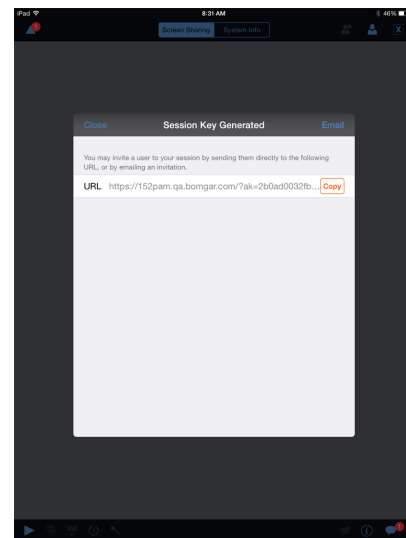 iPad 8:31 AM 46%
1 Screen Sharing System Info X
Close Session Key Generated Email
You may invite a user to your session by sending them directly to the following
URL, or by emailing an invitation.
URL https://152pam.qa.bomgar.com/?ak=2b0ad0032fb... Copy
1